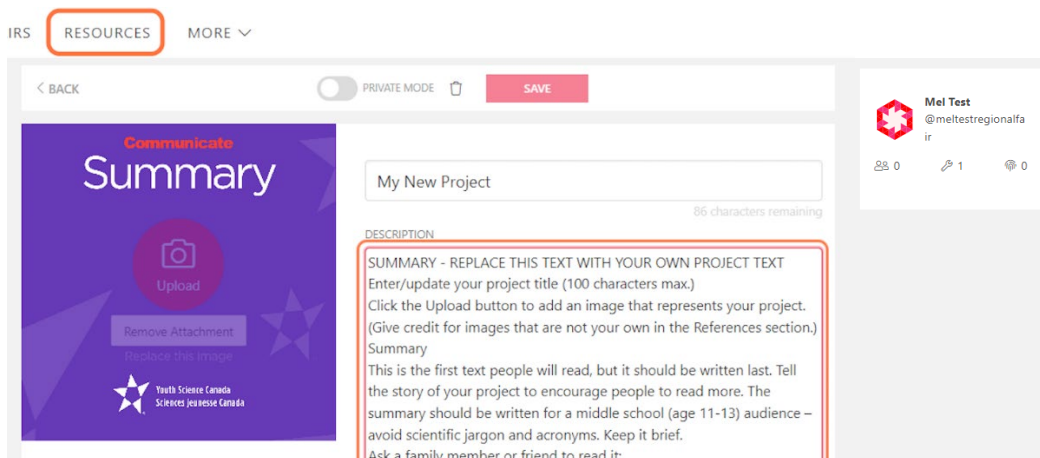 IRS RESOURCES MORE
BACK PRIVATE MODE SAVE
Communicate
Summary
Upload
Remove Attachment
Replace this image
Youth Science Canada
Sciences jeunesse Canada
My New Project
86 characters remaining
DESCRIPTION
SUMMARY - REPLACE THIS TEXT WITH YOUR OWN PROJECT TEXT
Enter/update your project title (100 characters max.)
Click the Upload button to add an image that represents your project.
(Give credit for images that are not your own in the References section.)
Summary
This is the first text people will read, but it should be written last. Tell
the story of your project to encourage people to read more. The
summary should be written for a middle school (age 11-13) audience –
avoid scientific jargon and acronyms. Keep it brief.
Ask a family member or friend to read it:
Mel Test
@meltestregionalfa
ir
0 1 0